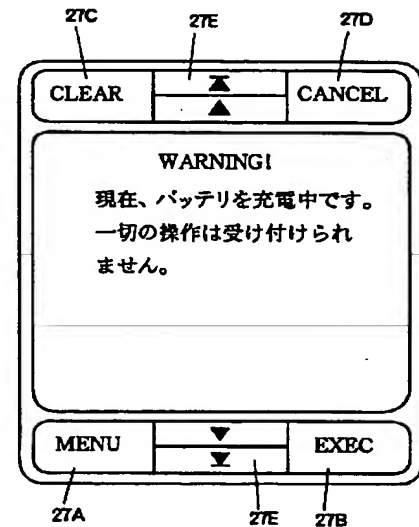 27C 27E 27D
CLEAR CANCEL
WARNING!
現在、バッテリを充電中です。
一切の操作は受け付けられ
ません。
MENU EXEC
27A 27E 27B